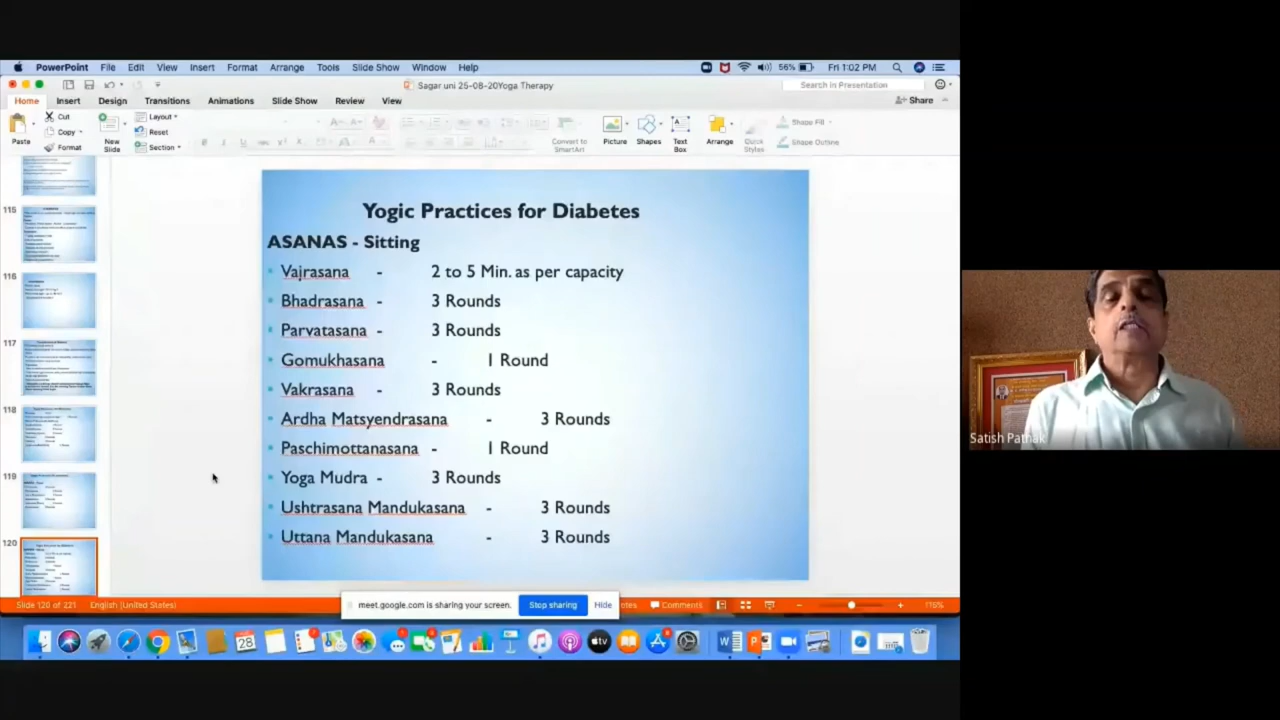 PowerPoint File Edit View Insert Format Arrange Tools Slide Show Window Help 56% Fri 1:02 PM
Sagar uni 25-08-20Yoga Therapy Search in Presentation
Home Insert Design Transitions Animations Slide Show Review View Share
Paste Cut Copy Format New Slide Layout Reset Section Convert to SmartArt Picture Shapes Text Box Arrange Quick Styles Shape Fill Shape Outline
115
116
117
118
119
120
Yogic Practices for Diabetes
ASANAS - Sitting
Vajrasana - 2 to 5 Min. as per capacity
Bhadrasana - 3 Rounds
Parvatasana - 3 Rounds
Gomukhasana - 1 Round
Vakrasana - 3 Rounds
Ardha Matsyendrasana - 3 Rounds
Paschimottanasana - 1 Round
Yoga Mudra - 3 Rounds
Ushtrasana Mandukasana - 3 Rounds
Uttana Mandukasana - 3 Rounds
Satish Pathak
Slide 120 of 221 English (United States) otes Comments 116%
meet.google.com is sharing your screen. Stop sharing Hide
28